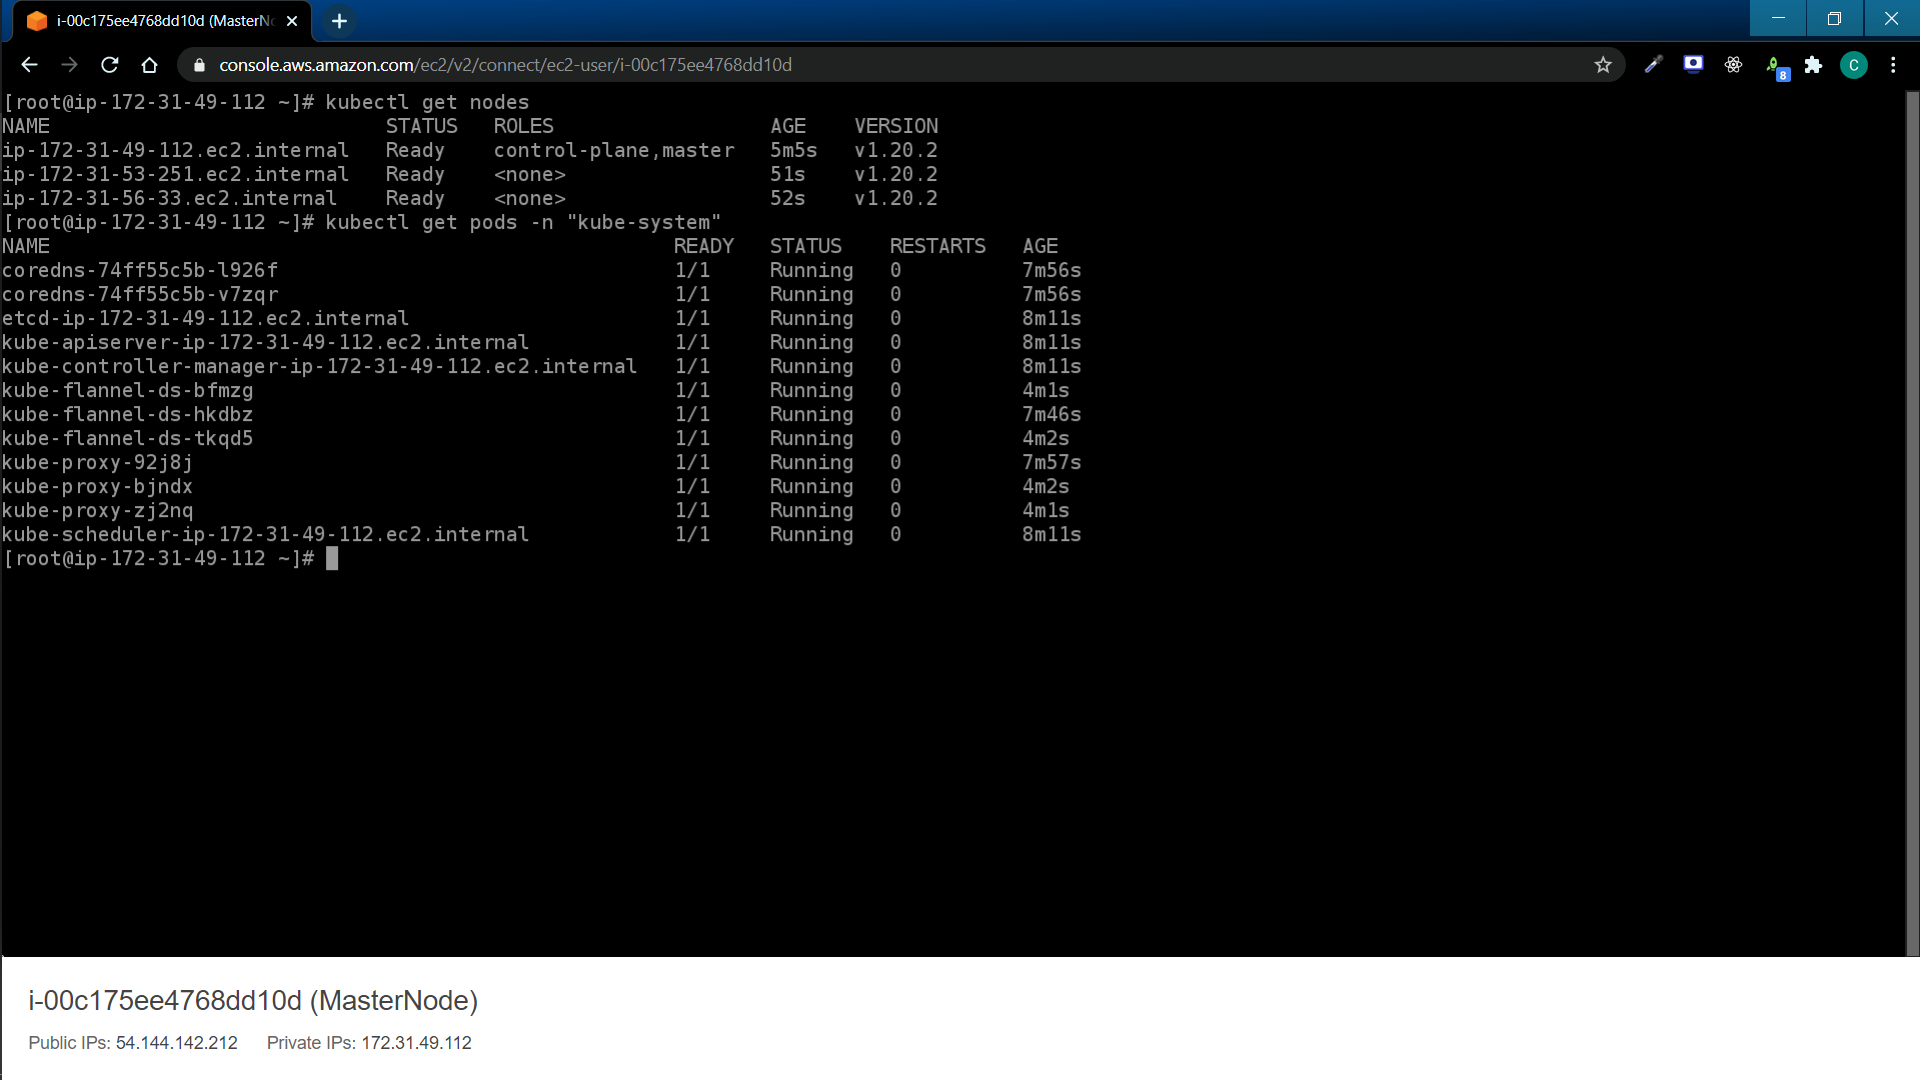 i-00c175ee4768dd10d (MasterN
console.aws.amazon.com/ec2/v2/connect/ec2-user/i-00c175ee4768dd10d
8
C
[root@ip-172-31-49-112 ~]# kubectl get nodes
NAME STATUS ROLES AGE VERSION
ip-172-31-49-112.ec2.internal Ready control-plane,master 5m5s v1.20.2
ip-172-31-53-251.ec2.internal Ready <none> 51s v1.20.2
ip-172-31-56-33.ec2.internal Ready <none> 52s v1.20.2
[root@ip-172-31-49-112 ~]# kubectl get pods -n "kube-system"
NAME READY STATUS RESTARTS AGE
coredns-74ff55c5b-l926f 1/1 Running 0 7m56s
coredns-74ff55c5b-v7zqr 1/1 Running 0 7m56s
etcd-ip-172-31-49-112.ec2.internal 1/1 Running 0 8m11s
kube-apiserver-ip-172-31-49-112.ec2.internal 1/1 Running 0 8m11s
kube-controller-manager-ip-172-31-49-112.ec2.internal 1/1 Running 0 8m11s
kube-flannel-ds-bfmzg 1/1 Running 0 4m1s
kube-flannel-ds-hkdbz 1/1 Running 0 7m46s
kube-flannel-ds-tkqd5 1/1 Running 0 4m2s
kube-proxy-92j8j 1/1 Running 0 7m57s
kube-proxy-bjndx 1/1 Running 0 4m2s
kube-proxy-zj2nq 1/1 Running 0 4m1s
kube-scheduler-ip-172-31-49-112.ec2.internal 1/1 Running 0 8m11s
[root@ip-172-31-49-112 ~]#
i-00c175ee4768dd10d (MasterNode)
Public IPs: 54.144.142.212 Private IPs: 172.31.49.112